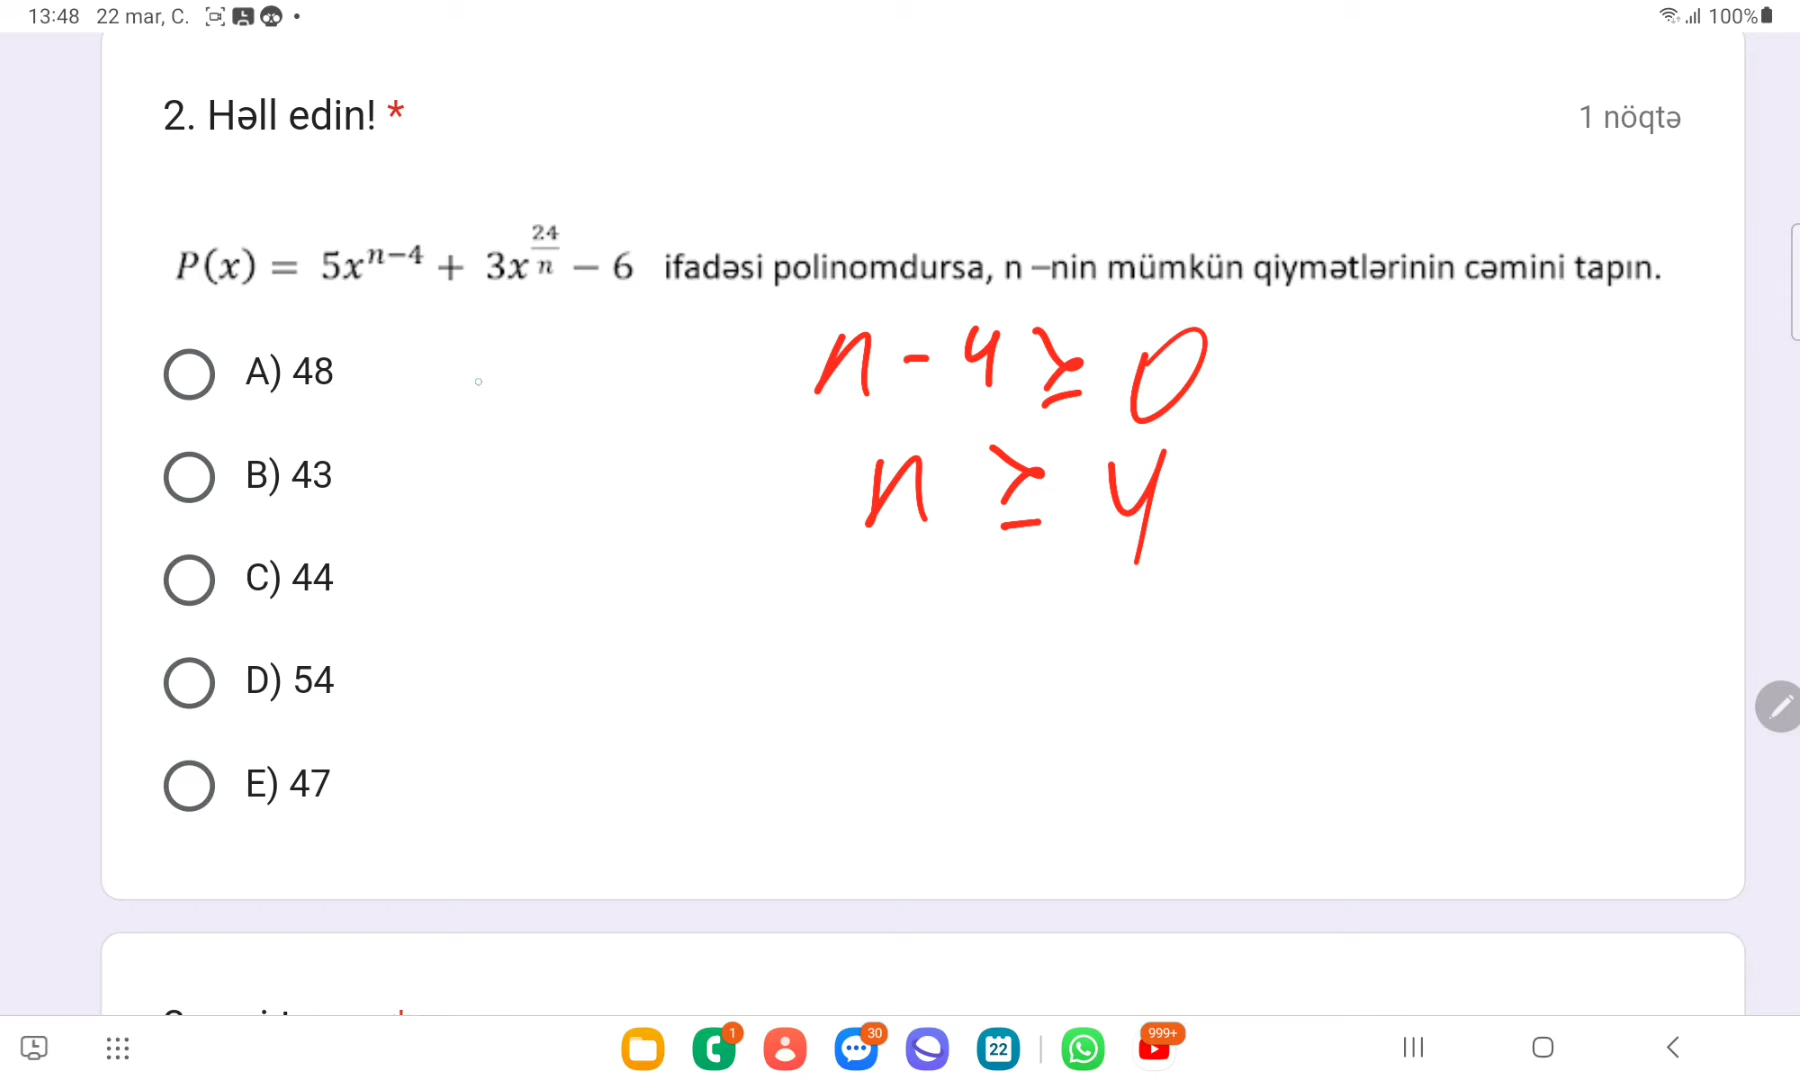 13:48 22 mar, C. 100%
2. Həll edin! *
1 nöqtə
P(x) = 5x^{n-4} + 3x^{\frac{24}{n}} - 6 ifadəsi polinomdursa, n –nin mümkün qiymətlərinin cəmini tapın.
n - 4 ≥ 0
n ≥ 4
A) 48
B) 43
C) 44
D) 54
E) 47
1
30
22
999+